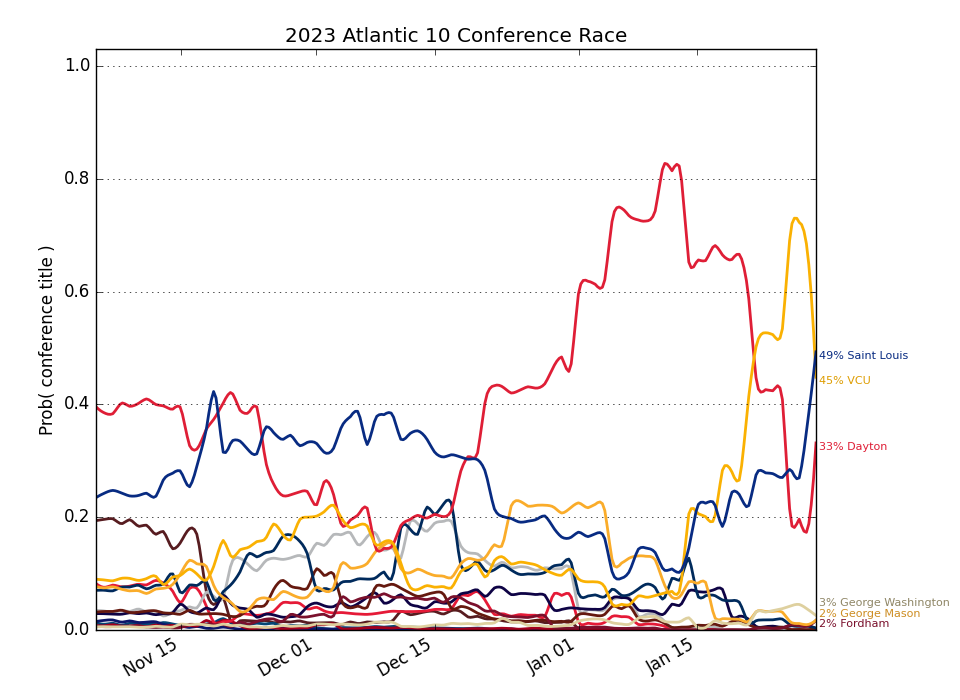 2023 Atlantic 10 Conference Race
Prob( conference title )
1.0
0.8
0.6
0.4
0.2
0.0
Nov 15
Dec 01
Dec 15
Jan 01
Jan 15
49% Saint Louis
45% VCU
33% Dayton
3% George Washington
2% George Mason
2% Fordham